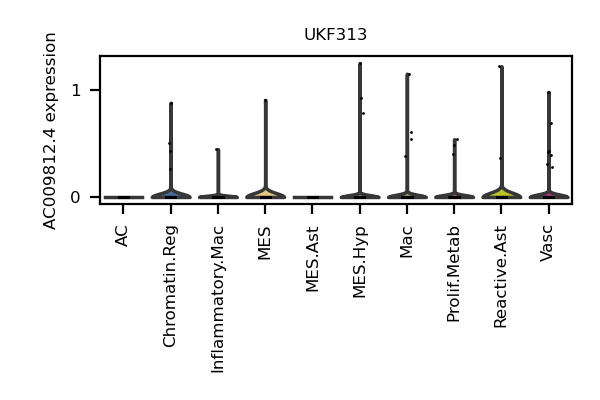 UKF313
AC009812.4 expression
1
0
AC
Chromatin.Reg
Inflammatory.Mac
MES
MES.Ast
MES.Hyp
Mac
Prolif.Metab
Reactive.Ast
Vasc